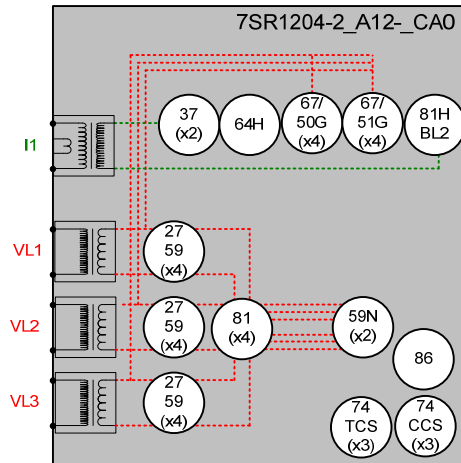 7SR1204-2_A12-_CA0
I1
37
(x2)
64H
67/
50G
(x4)
67/
51G
(x4)
81H
BL2
VL1
27
59
(x4)
VL2
27
59
(x4)
81
(x4)
59N
(x2)
86
VL3
27
59
(x4)
74
TCS
(x3)
74
CCS
(x3)